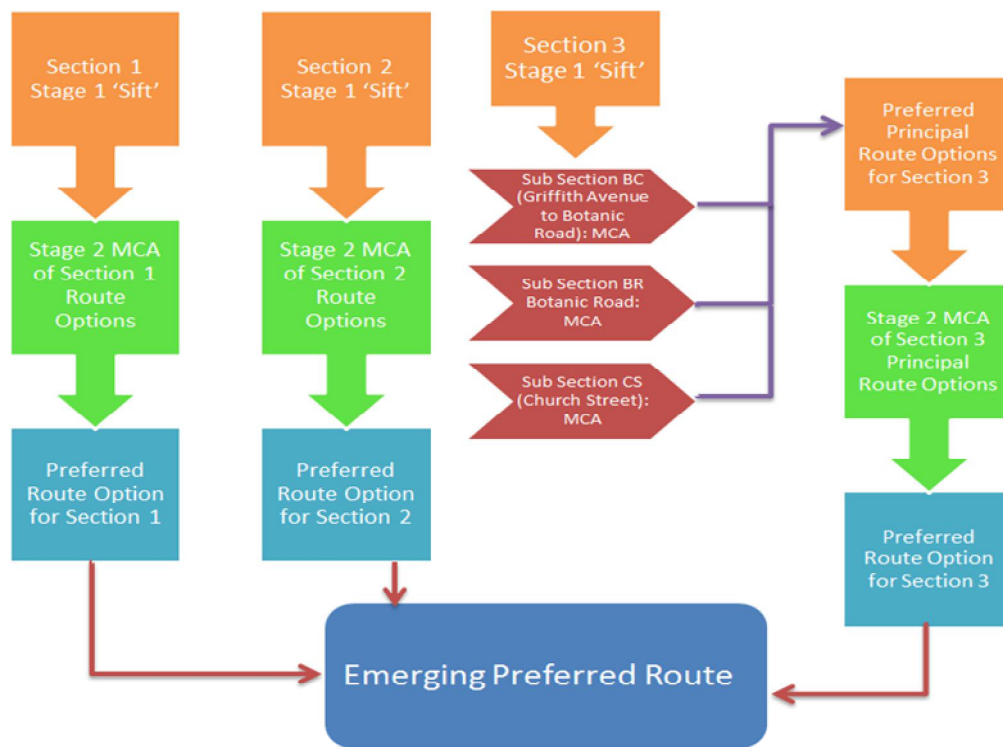 Section 1
Stage 1 ‘Sift’
Stage 2 MCA
of Section 1
Route
Options
Preferred
Route Option
for Section 1
Section 2
Stage 1 ‘Sift’
Stage 2 MCA
of Section 2
Route
Options
Preferred
Route Option
for Section 2
Section 3
Stage 1 ‘Sift’
Sub Section BC
(Griffith Avenue
to Botanic
Road): MCA
Sub Section BR
Botanic Road:
MCA
Sub Section CS
(Church Street):
MCA
Preferred
Principal
Route Options
for Section 3
Stage 2 MCA
of Section 3
Principal
Route Options
Preferred
Route Option
for Section 3
Emerging Preferred Route